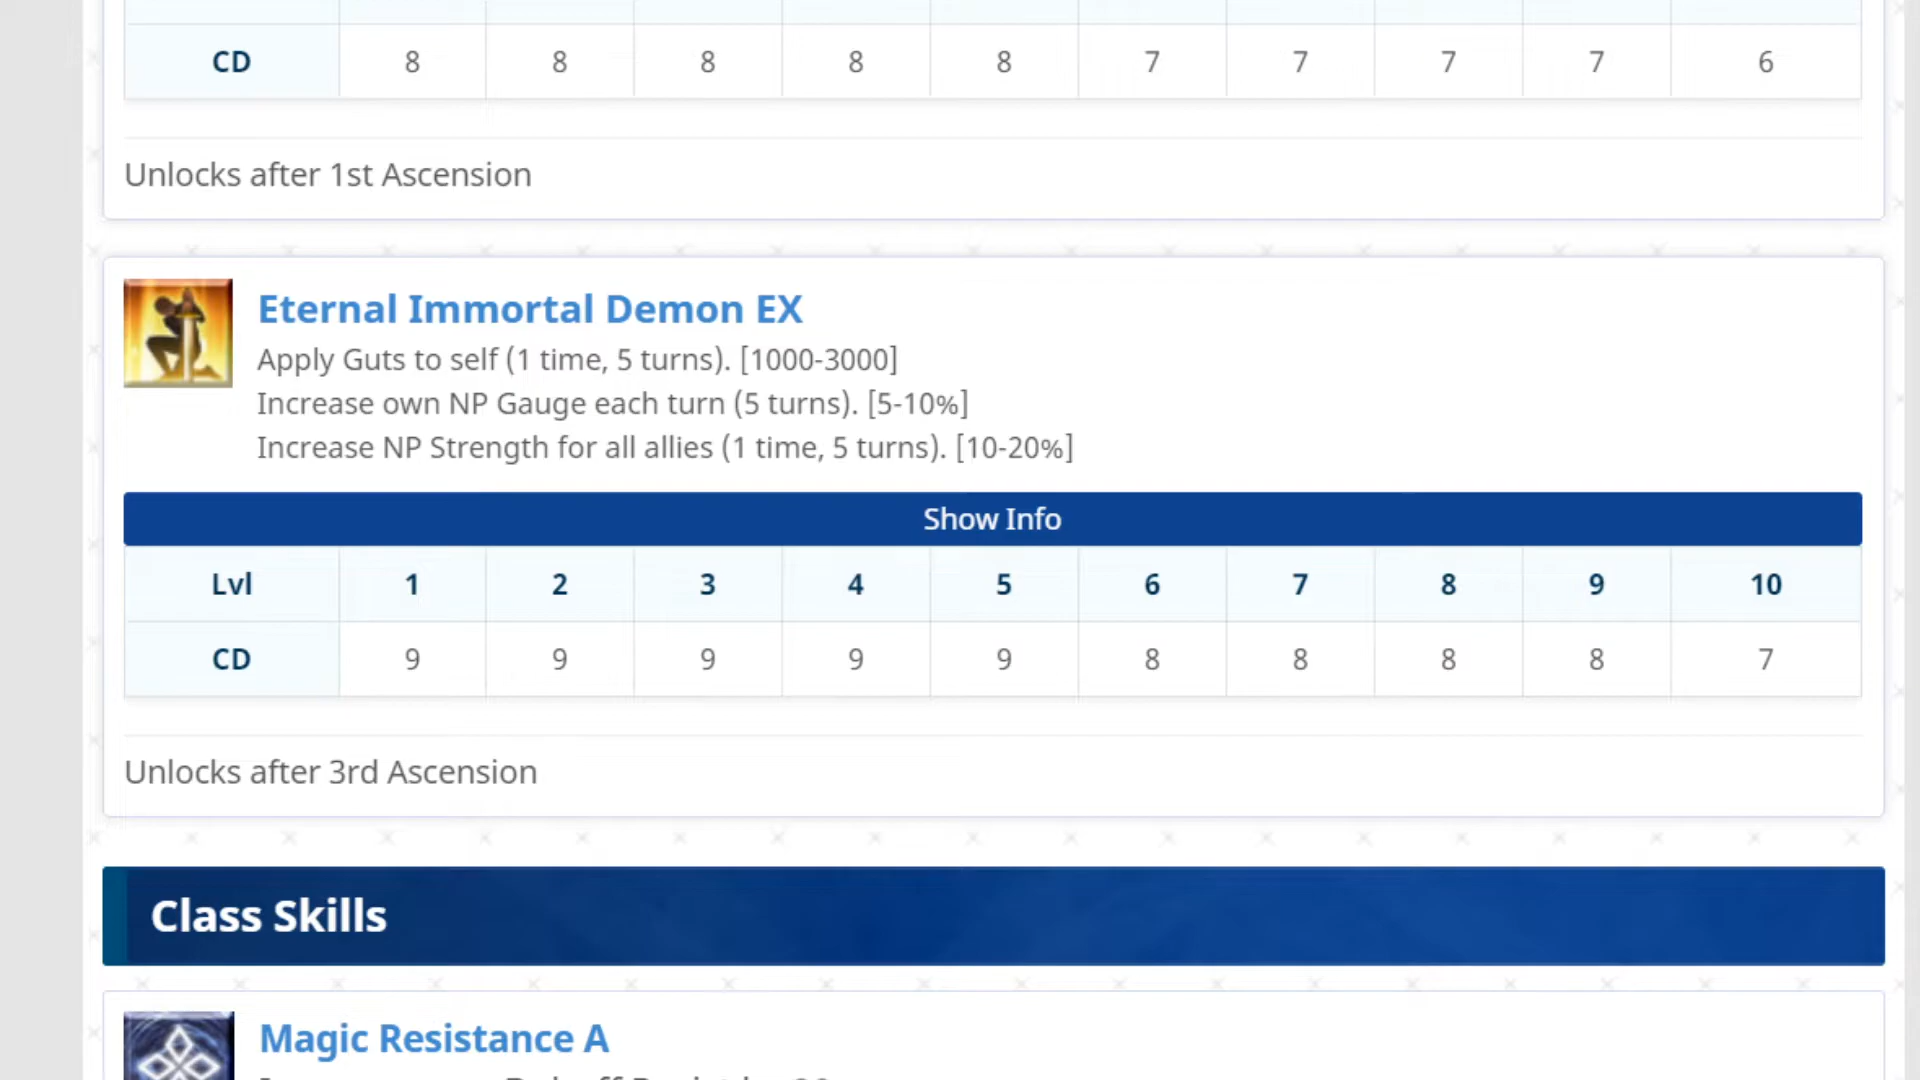 CD 8 8 8 8 8 7 7 7 7 6
Unlocks after 1st Ascension
Eternal Immortal Demon EX
Apply Guts to self (1 time, 5 turns). [1000-3000]
Increase own NP Gauge each turn (5 turns). [5-10%]
Increase NP Strength for all allies (1 time, 5 turns). [10-20%]
Show Info
Lvl 1 2 3 4 5 6 7 8 9 10
CD 9 9 9 9 9 8 8 8 8 7
Unlocks after 3rd Ascension
Class Skills
Magic Resistance A